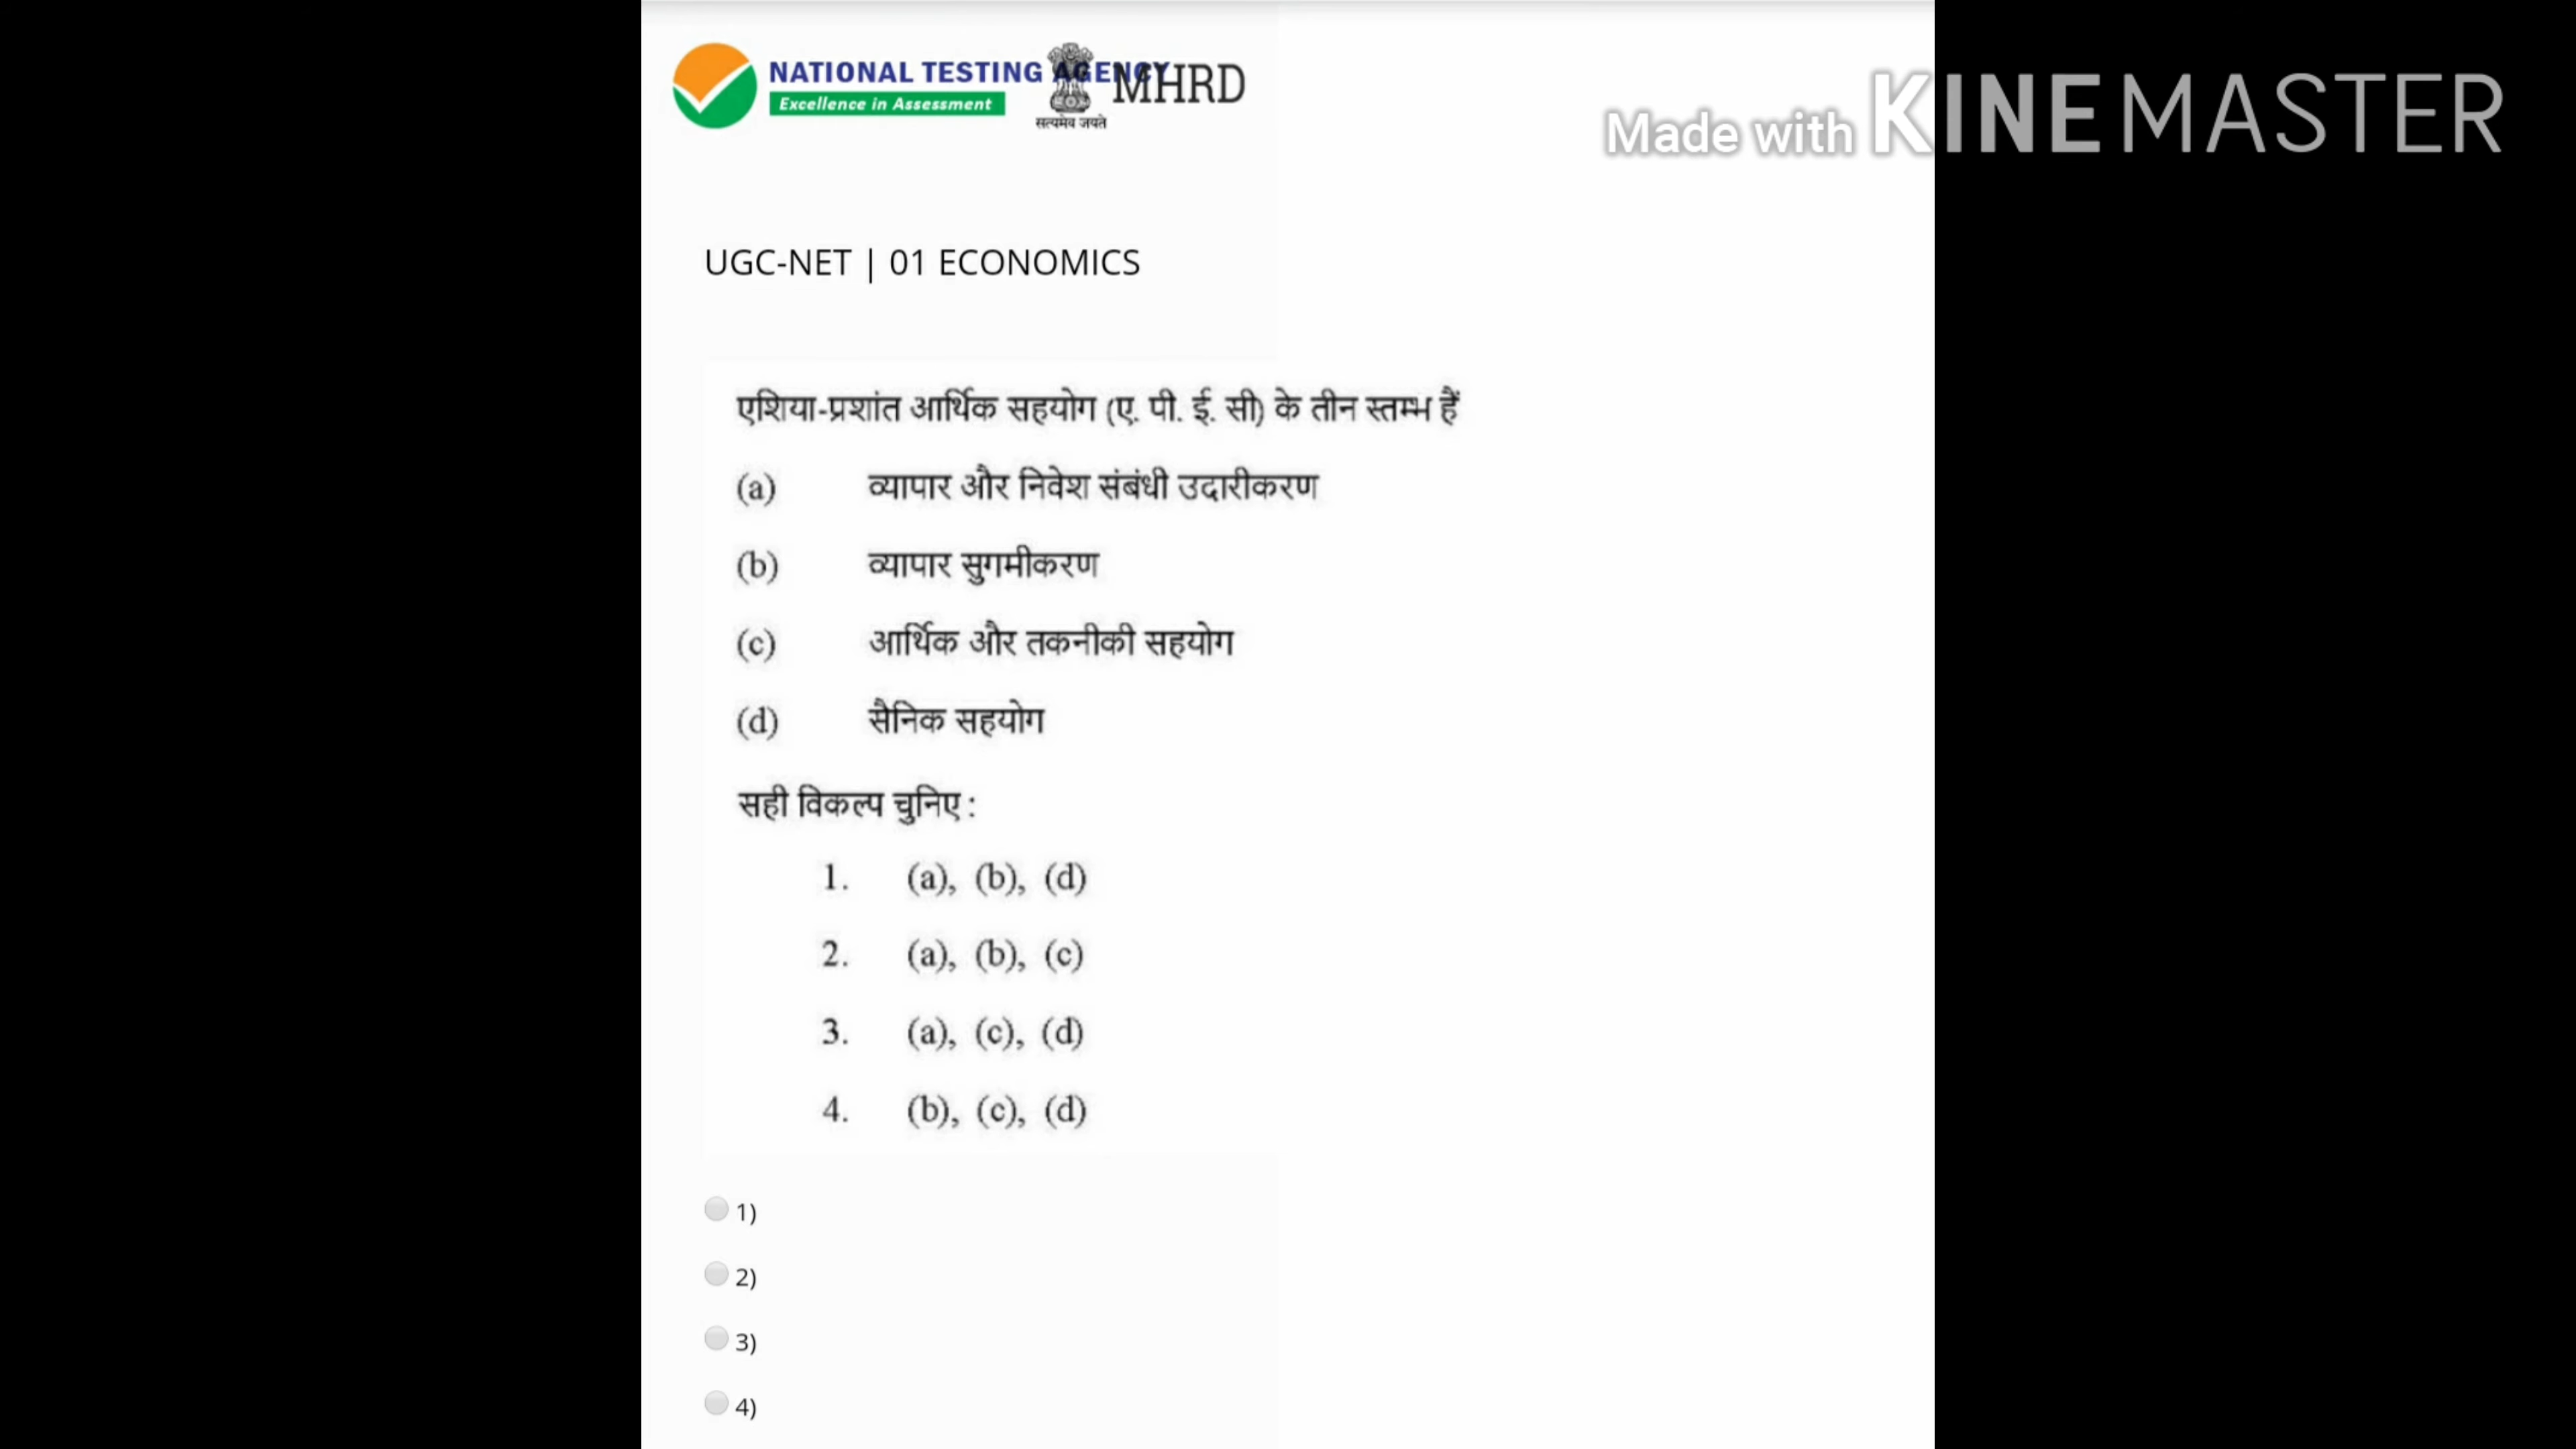 NATIONAL TESTING AGENCY
Excellence in Assessment
सत्यमेव जयते
MHRD
Made with KINEMASTER
UGC-NET | 01 ECONOMICS
एशिया-प्रशांत आर्थिक सहयोग (ए. पी. ई. सी) के तीन स्तम्भ हैं
(a) व्यापार और निवेश संबंधी उदारीकरण
(b) व्यापार सुगमीकरण
(c) आर्थिक और तकनीकी सहयोग
(d) सैनिक सहयोग
सही विकल्प चुनिए :
1. (a), (b), (d)
2. (a), (b), (c)
3. (a), (c), (d)
4. (b), (c), (d)
1)
2)
3)
4)